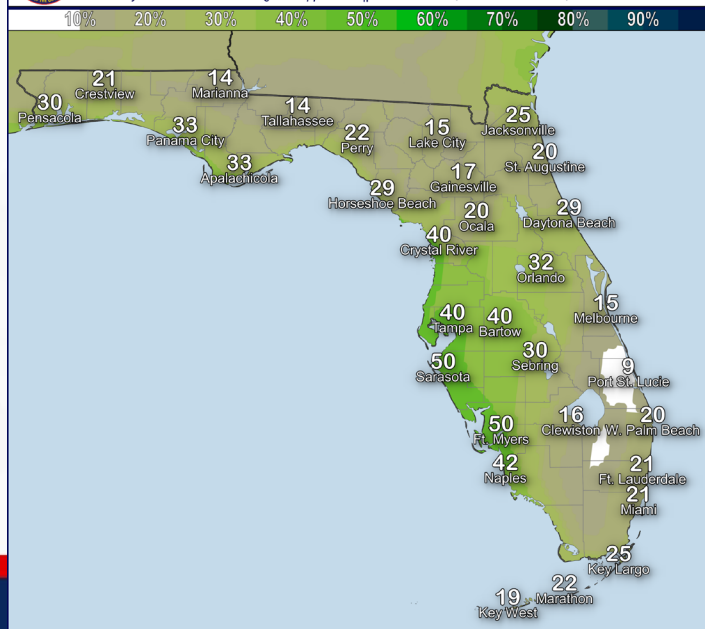 10% 20% 30% 40% 50% 60% 70% 80% 90%
21
Crestview
14
Marianna
30
Pensacola
14
Tallahassee
33
Panama City
22
Perry
15
Lake City
25
Jacksonville
20
St. Augustine
33
Apalachicola
17
Gainesville
29
Horseshoe Beach
20
Ocala
29
Daytona Beach
40
Crystal River
32
Orlando
15
Melbourne
40
Tampa
40
Bartow
50
Sarasota
30
Sebring
9
Port St. Lucie
16
Clewiston
20
W. Palm Beach
50
Ft. Myers
42
Naples
21
Ft. Lauderdale
21
Miami
25
Key Largo
22
Marathon
19
Key West